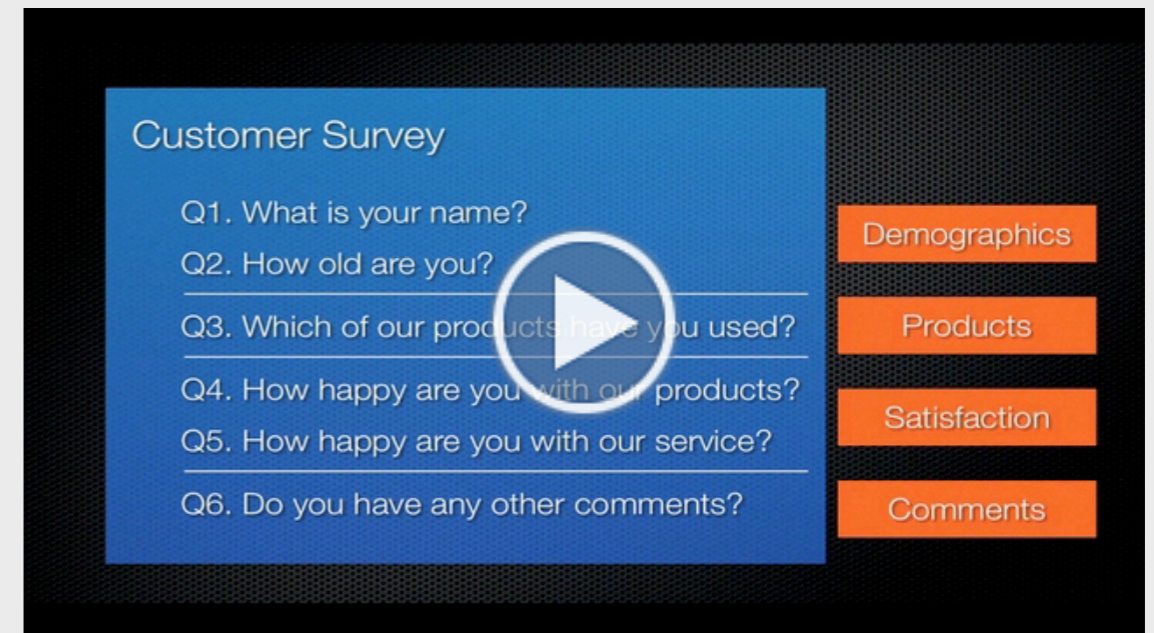 Customer Survey
Q1. What is your name?
Q2. How old are you?
Demographics
Q3. Which of our products have you used?
Products
Q4. How happy are you with our products?
Q5. How happy are you with our service?
Satisfaction
Q6. Do you have any other comments?
Comments